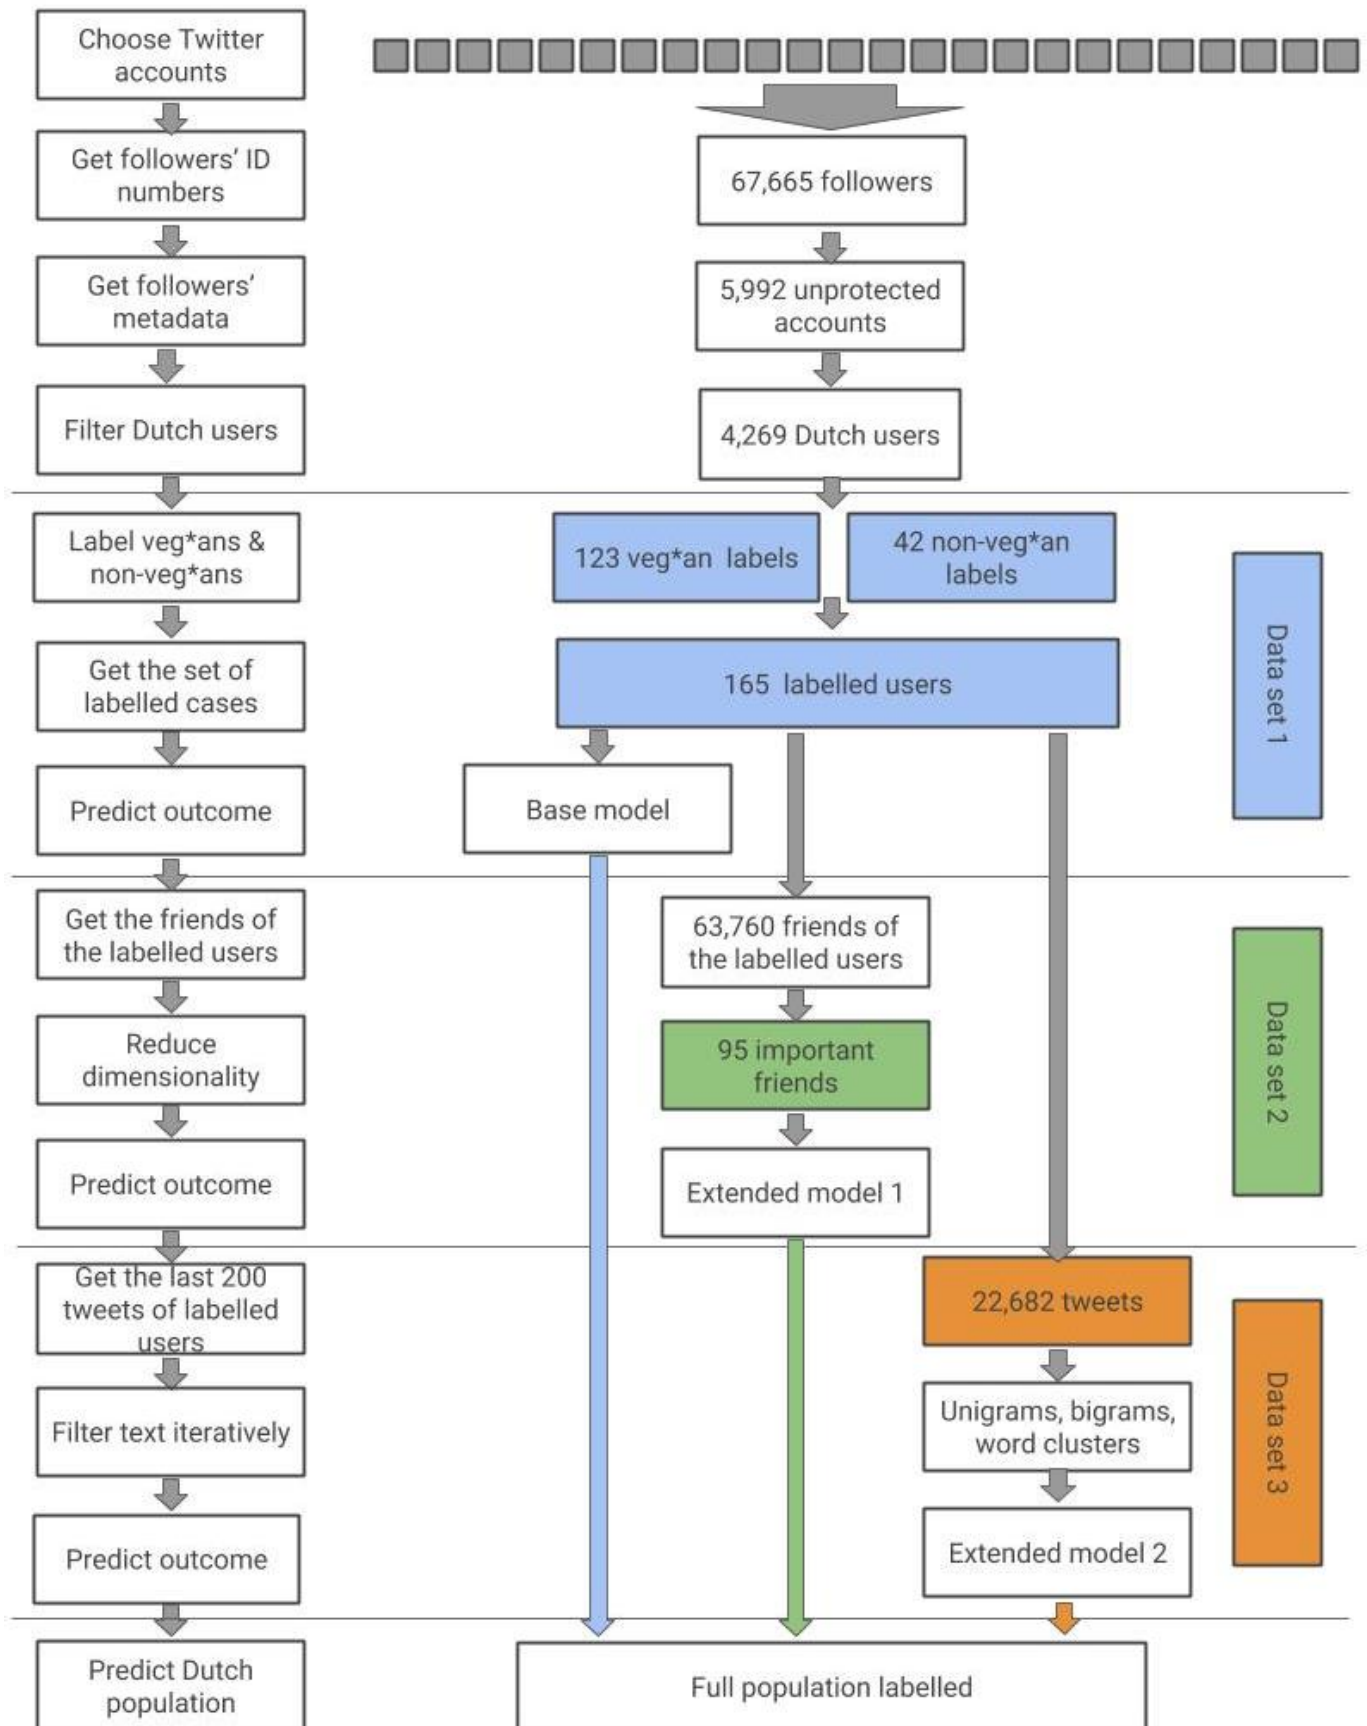 Choose Twitter
accounts
Get followers’ ID
numbers
67,665 followers
Get followers’
metadata
5,992 unprotected
accounts
Filter Dutch users
4,269 Dutch users
Label veg*ans &
non-veg*ans
123 veg*an labels
42 non-veg*an
labels
Data set 1
Get the set of
labelled cases
165 labelled users
Predict outcome
Base model
Get the friends of
the labelled users
63,760 friends of
the labelled users
Data set 2
Reduce
dimensionality
95 important
friends
Predict outcome
Extended model 1
Get the last 200
tweets of labelled
users
22,682 tweets
Data set 3
Filter text iteratively
Unigrams, bigrams,
word clusters
Predict outcome
Extended model 2
Predict Dutch
population
Full population labelled